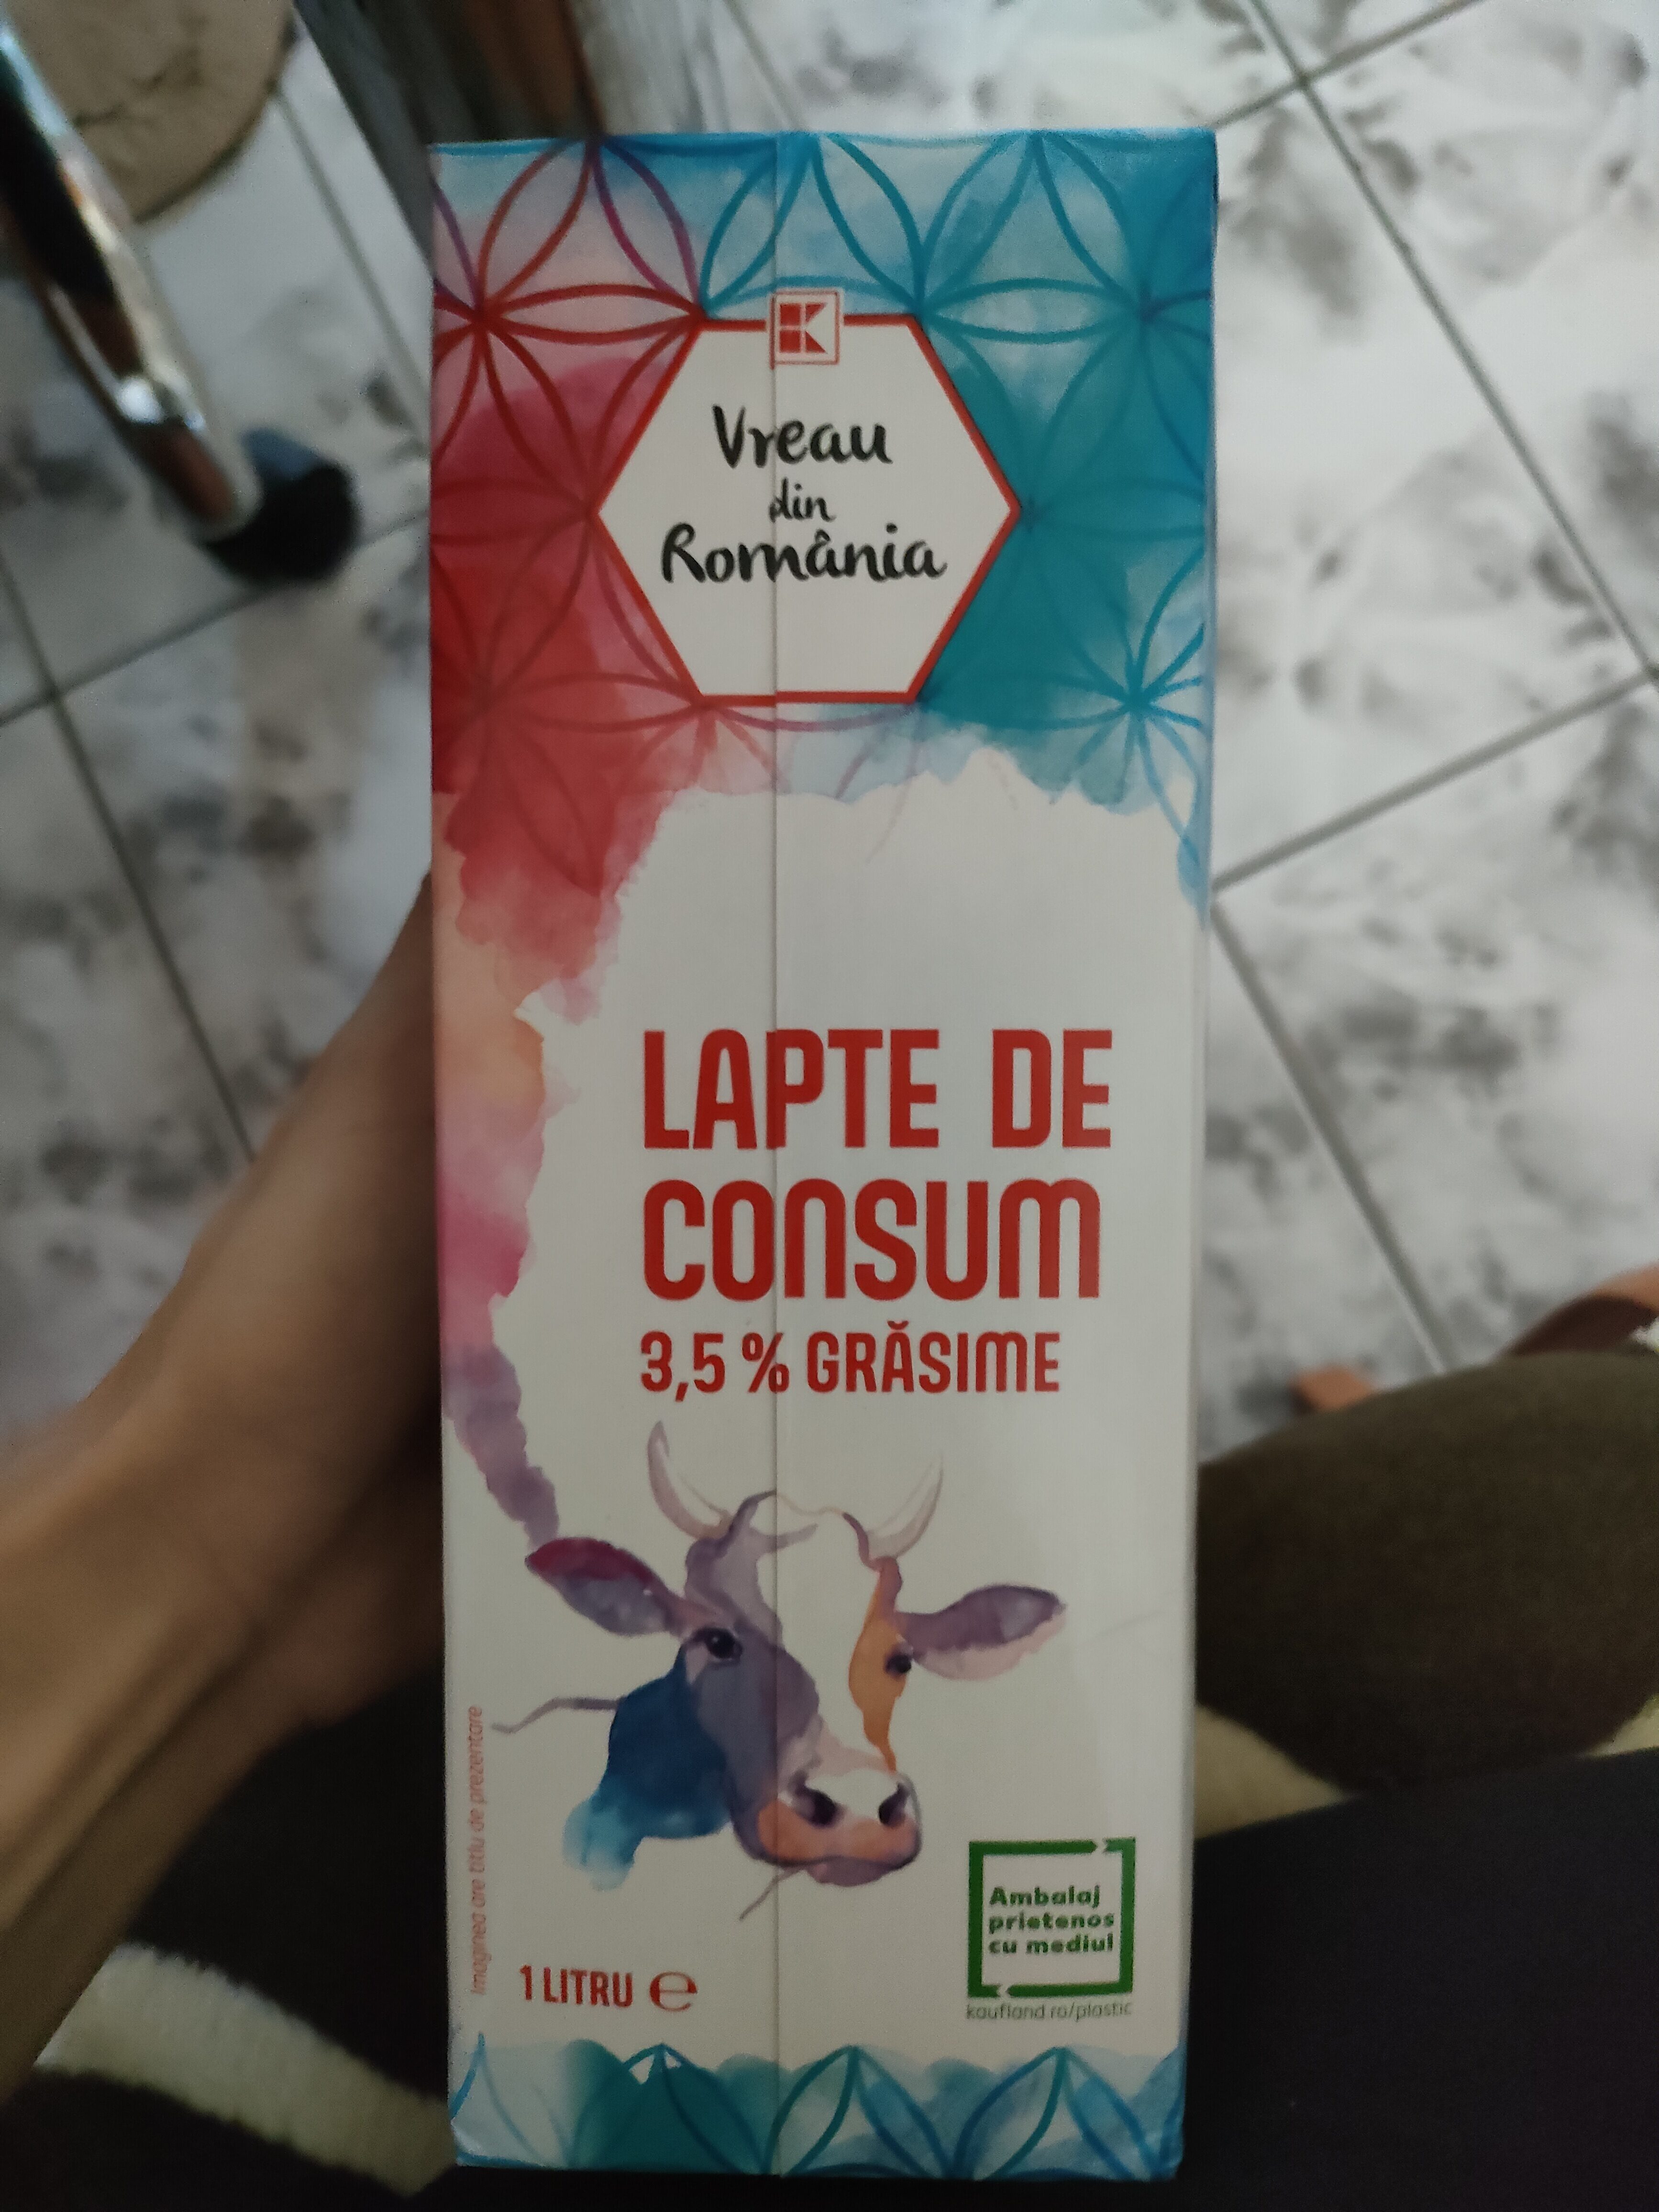 K
Vreau
din
România
LAPTE DE
CONSUM
3,5 % GRĂSIME
Imaginea are titlu de prezentare
1 LITRU ℮
Ambalaj
prietenos
cu mediul
kaufland.ro/plastic